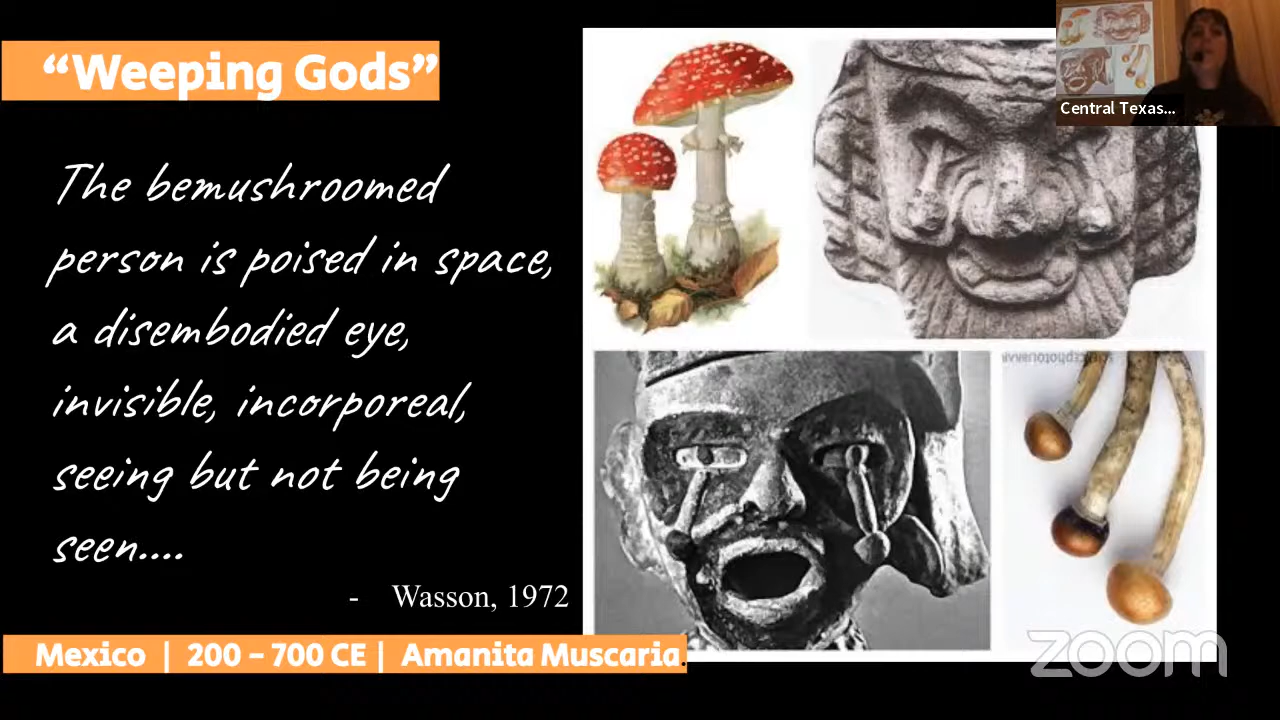 “Weeping Gods”
The bemushroomed
person is poised in space,
a disembodied eye,
invisible, incorporeal,
seeing but not being
seen....
- Wasson, 1972
Mexico | 200 – 700 CE | Amanita Muscaria.
Central Texas...
zoom